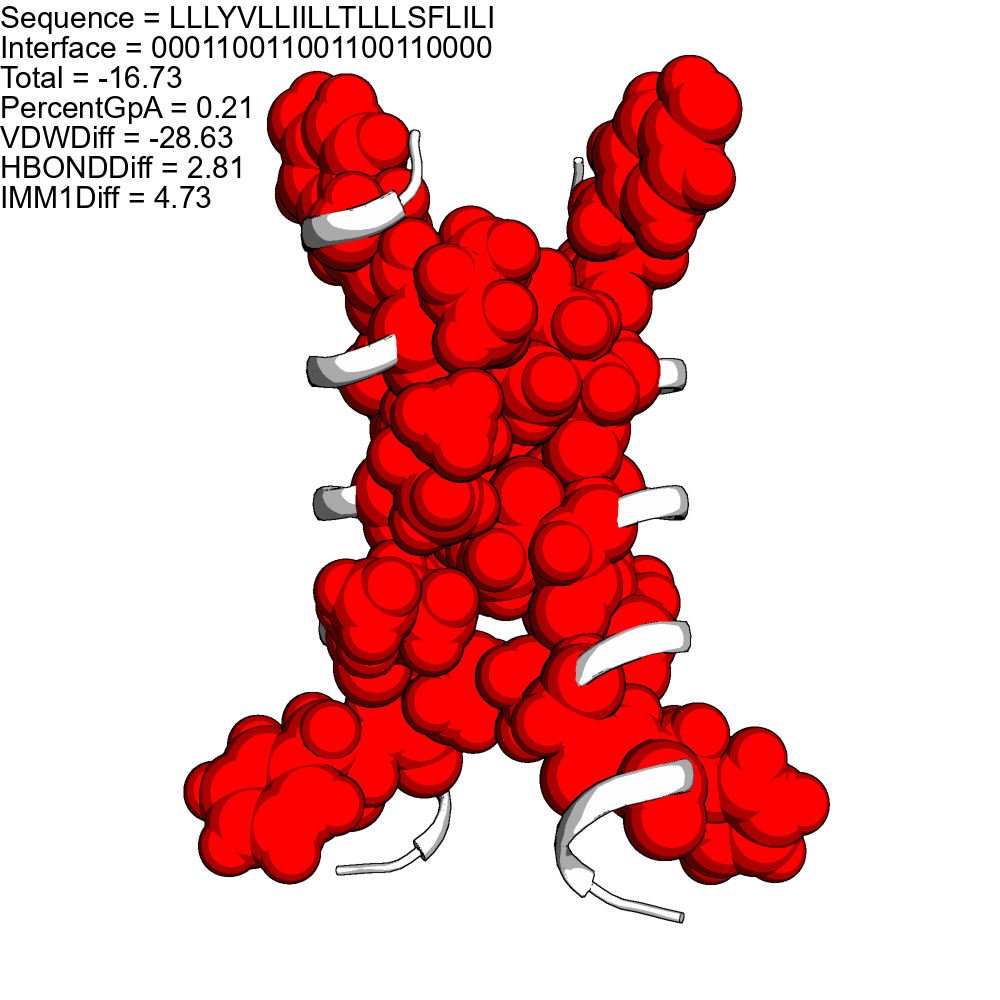 Sequence = LLLYVLLIILLTLLLSFLILI
Interface = 000110011001100110000
Total = -16.73
PercentGpA = 0.21
VDWDiff = -28.63
HBONDDiff = 2.81
IMM1Diff = 4.73